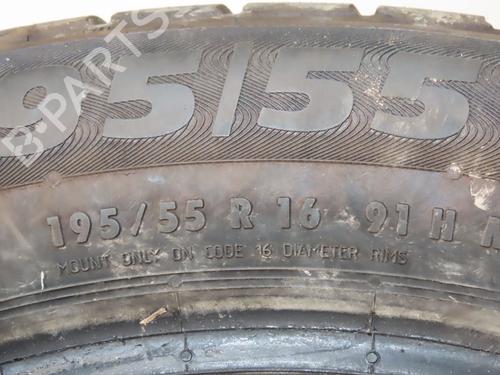 B-PARTS
95/55
195/55 R 16 91 H
MOUNT ONLY ON CODE 16 DIAMETER RIMS